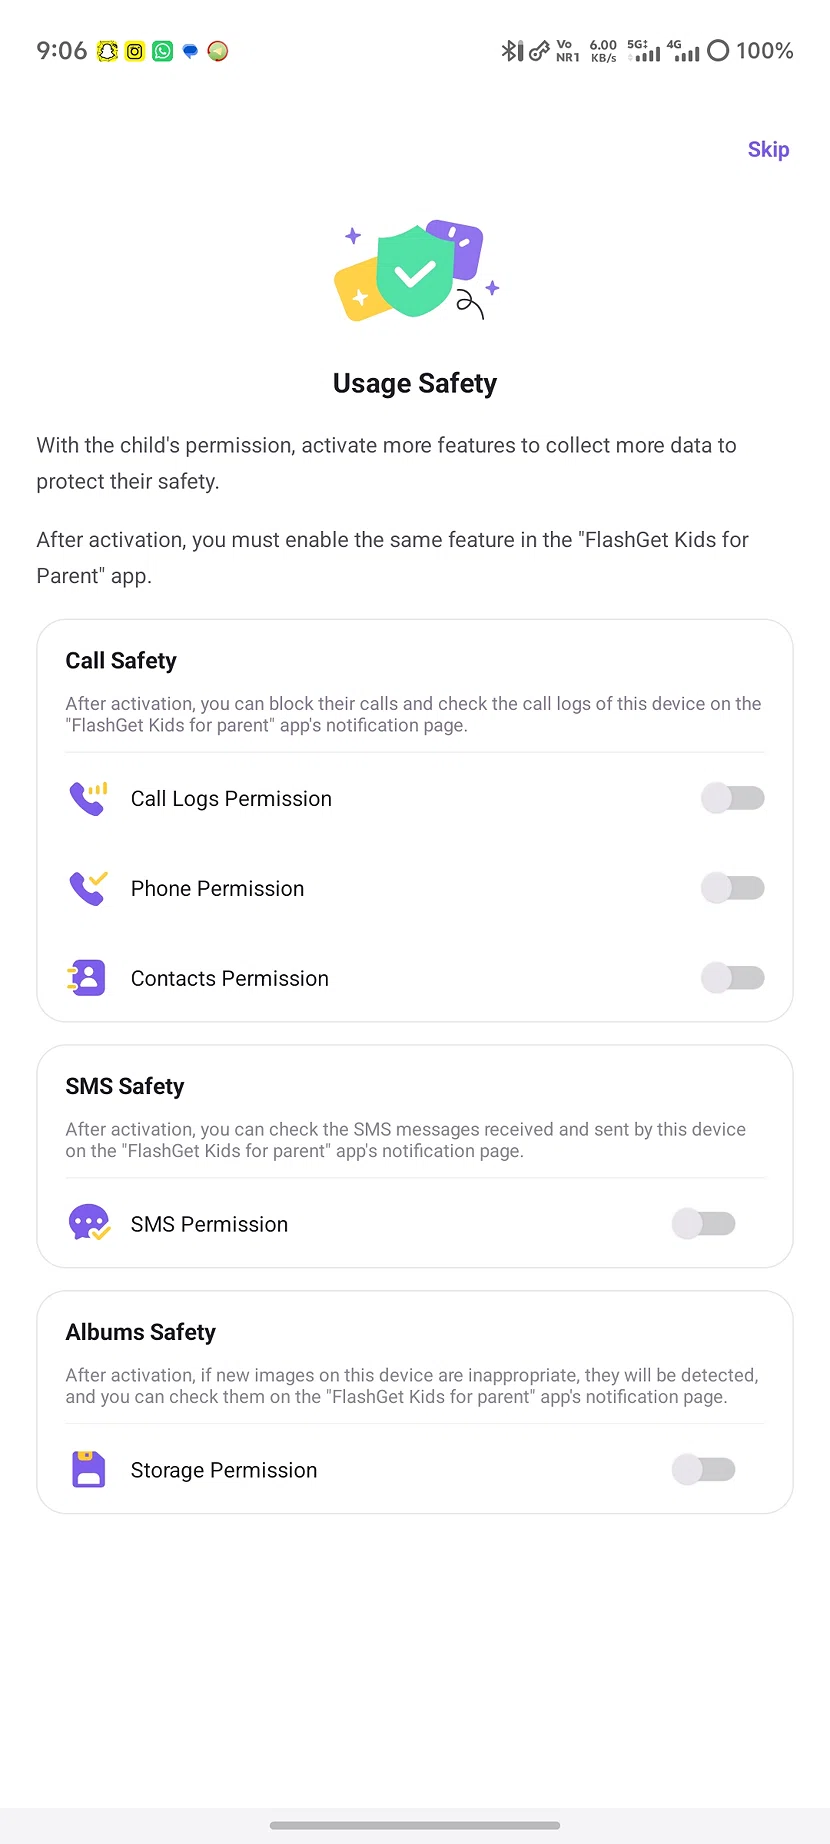 9:06
Vo NR1 6.00 KB/s 5G 4G 100%
Skip
Usage Safety
With the child's permission, activate more features to collect more data to
protect their safety.
After activation, you must enable the same feature in the "FlashGet Kids for
Parent" app.
Call Safety
After activation, you can block their calls and check the call logs of this device on the
"FlashGet Kids for parent" app's notification page.
Call Logs Permission
Phone Permission
Contacts Permission
SMS Safety
After activation, you can check the SMS messages received and sent by this device
on the "FlashGet Kids for parent" app's notification page.
SMS Permission
Albums Safety
After activation, if new images on this device are inappropriate, they will be detected,
and you can check them on the "FlashGet Kids for parent" app's notification page.
Storage Permission